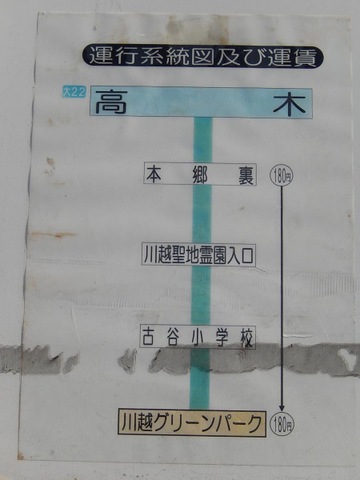 運行系統図及び運賃
大22
高木
本郷裏
180円
川越聖地霊園入口
古谷小学校
川越グリーンパーク
180円